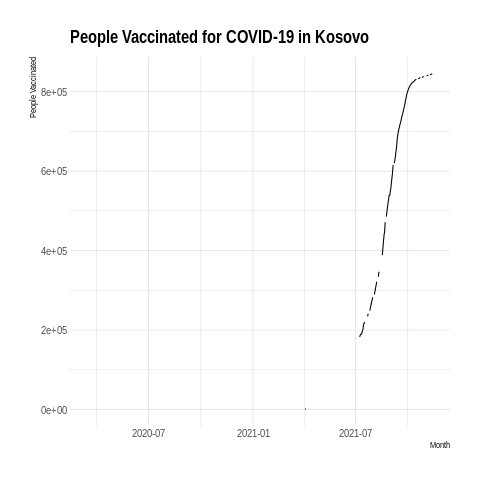 People Vaccinated for COVID-19 in Kosovo
People Vaccinated
8e+05
6e+05
4e+05
2e+05
0e+00
2020-07
2021-01
2021-07
Month